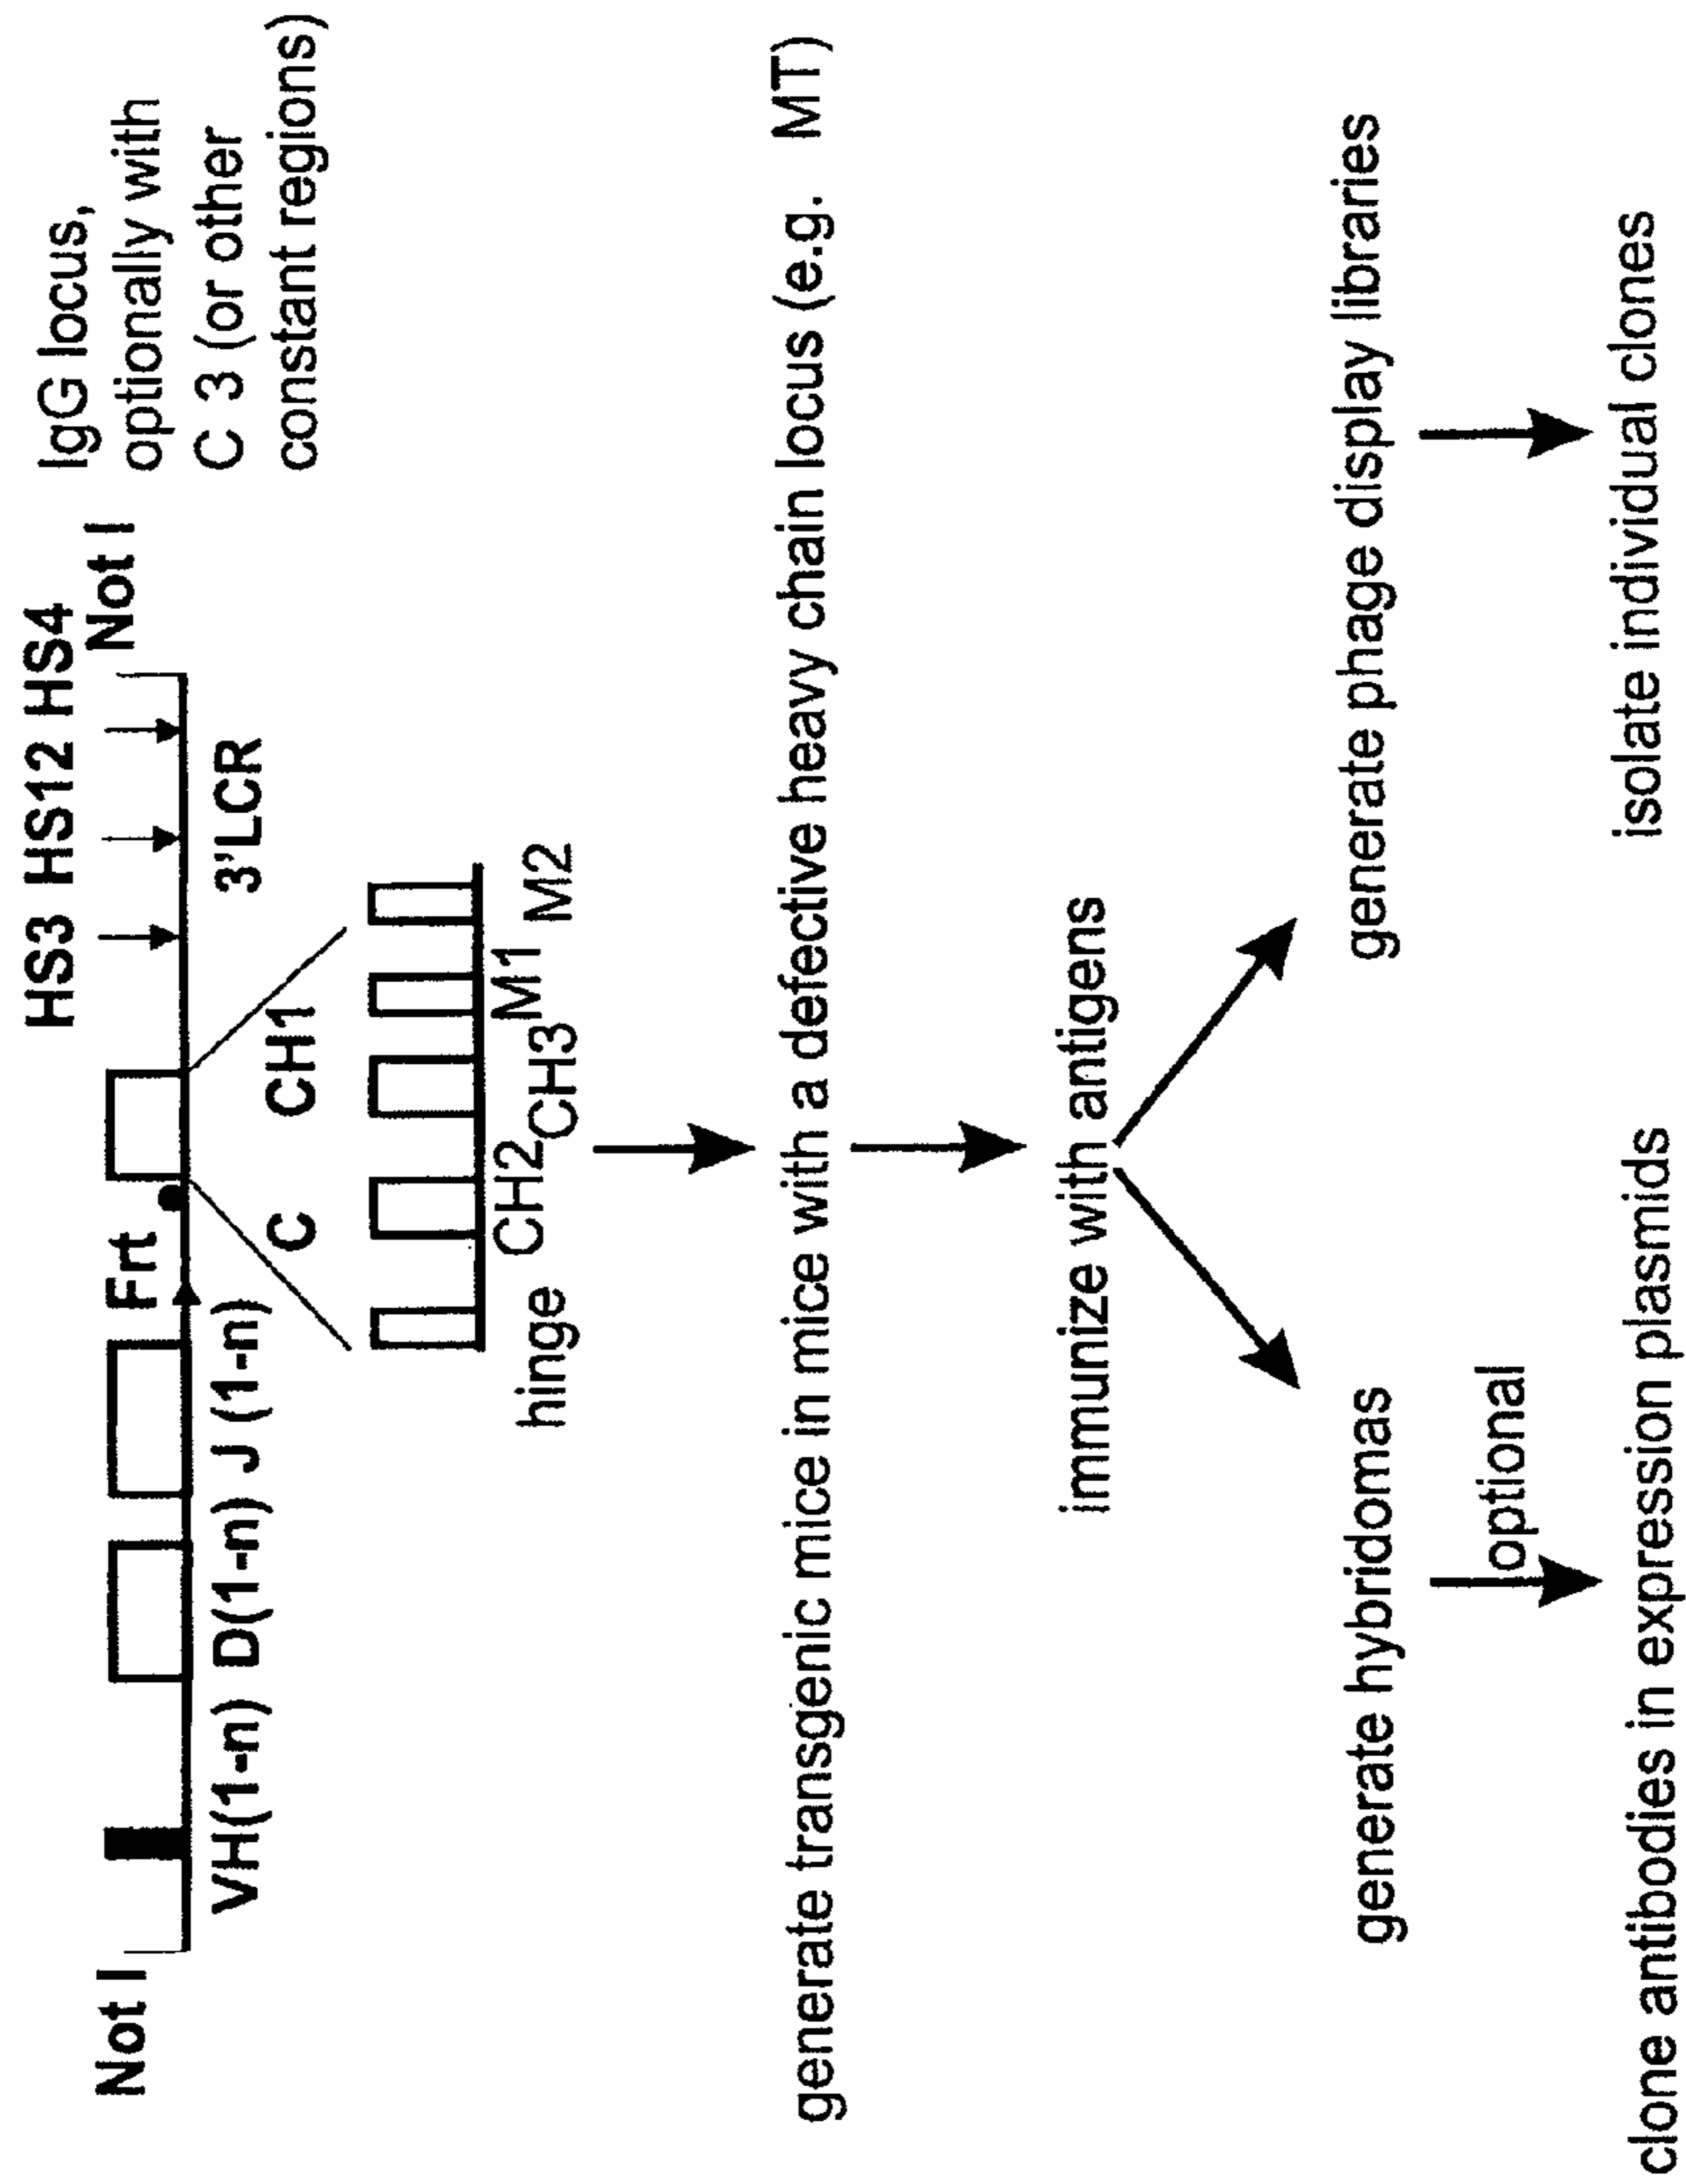 HS3 HS12 HS4
Not I
Frt
Not I
IgG locus,
optionally with
C 3 (or other
constant regions)
VH(1-n) D(1-n) J (1-n)
3'LCR
C CH1
hinge CH2 CH3 M1 M2
generate transgenic mice in mice with a defective heavy chain locus (e.g. MT)
immunize with antigens
generate hybridomas
generate phage display libraries
optional
clone antibodies in expression plasmids
isolate individual clones